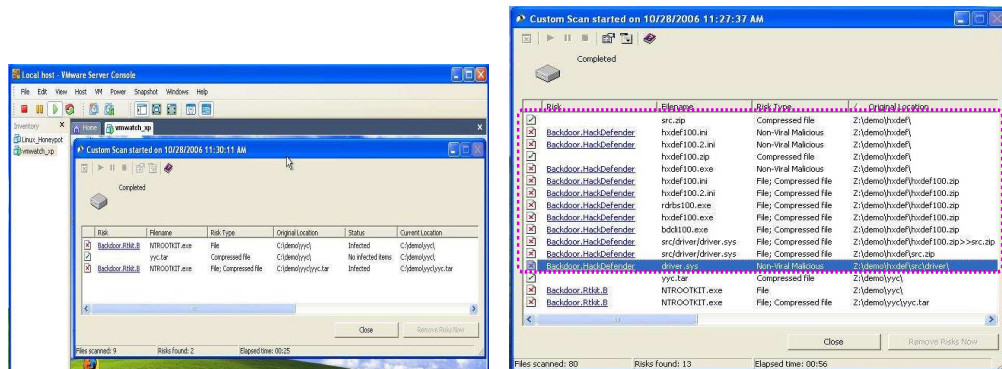 Local host - VMware Server Console
File Edit View Host VM Power Snapshot Windows Help
Inventory X
Linux_Honeypot
vmwatch_xp
Home vmwatch_xp
Custom Scan started on 10/28/2006 11:30:11 AM
Completed
Risk Filename Risk Type Original Location Status Current Location
Backdoor.Rtkit.B NTROOTKIT.exe File C:\demo\yyc\ Infected C:\demo\yyc\
yyc.tar Compressed file C:\demo\yyc\ No infected items C:\demo\yyc\
Backdoor.Rtkit.B NTROOTKIT.exe File; Compressed file C:\demo\yyc\yyc.tar Infected C:\demo\yyc\yyc.tar
Close Remove Risks Now
Files scanned: 9 Risks found: 2 Elapsed time: 00:25
Custom Scan started on 10/28/2006 11:27:37 AM
Completed
Risk Filename Risk Type / Original Location
src.zip Compressed file Z:\demo\hxdef\
Backdoor.HackDefender hxdef100.ini Non-Viral Malicious Z:\demo\hxdef\
Backdoor.HackDefender hxdef100.2.ini Non-Viral Malicious Z:\demo\hxdef\
hxdef100.zip Compressed file Z:\demo\hxdef\
Backdoor.HackDefender hxdef100.exe Non-Viral Malicious Z:\demo\hxdef\
Backdoor.HackDefender hxdef100.ini File; Compressed file Z:\demo\hxdef\hxdef100.zip
Backdoor.HackDefender hxdef100.2.ini File; Compressed file Z:\demo\hxdef\hxdef100.zip
Backdoor.HackDefender rdrbs100.exe File; Compressed file Z:\demo\hxdef\hxdef100.zip
Backdoor.HackDefender hxdef100.exe File; Compressed file Z:\demo\hxdef\hxdef100.zip
Backdoor.HackDefender bdcli100.exe File; Compressed file Z:\demo\hxdef\hxdef100.zip
Backdoor.HackDefender src/driver/driver.sys File; Compressed file Z:\demo\hxdef\hxdef100.zip>>src.zip
Backdoor.HackDefender src/driver/driver.sys File; Compressed file Z:\demo\hxdef\src.zip
Backdoor.HackDefender driver.sys Non-Viral Malicious Z:\demo\hxdef\src\driver\
yyc.tar Compressed file Z:\demo\yyc\
Backdoor.Rtkit.B NTROOTKIT.exe File Z:\demo\yyc\
Backdoor.Rtkit.B NTROOTKIT.exe File; Compressed file Z:\demo\yyc\yyc.tar
Close Remove Risks Now
Files scanned: 80 Risks found: 13 Elapsed time: 00:56